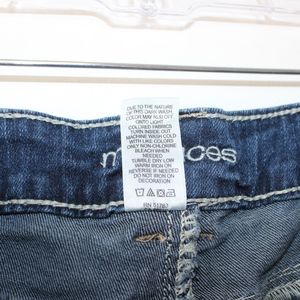 DUE TO THE NATURE
OF THIS DARK WASH
COLOR MAY RUB OFF
ONTO LIGHT
COLORED FABRICS
TURN INSIDE OUT
MACHINE WASH COLD
WITH LIKE COLORS
ONLY NON-CHLORINE
BLEACH WHEN
NEEDED
TUMBLE DRY LOW
WARM IRON ON
REVERSE IF NEEDED
DO NOT IRON ON
DECORATION
m ces
RN 51767